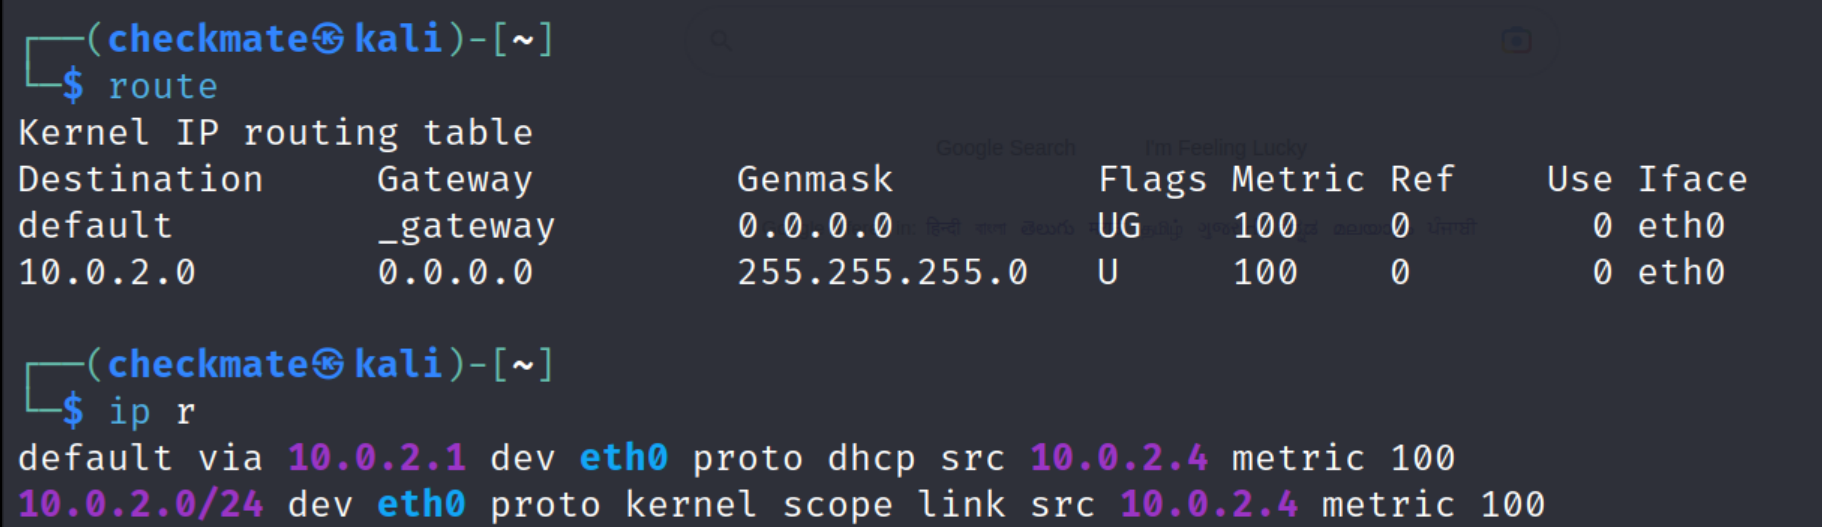 (checkmate㉿kali)-[~]
$ route
Kernel IP routing table
Destination Gateway Genmask Flags Metric Ref Use Iface
default _gateway 0.0.0.0 UG 100 0 0 eth0
10.0.2.0 0.0.0.0 255.255.255.0 U 100 0 0 eth0
Google Search I'm Feeling Lucky
हिन्दी বাংলা తెలుగు ਪੰਜਾਬੀ
(checkmate㉿kali)-[~]
$ ip r
default via 10.0.2.1 dev eth0 proto dhcp src 10.0.2.4 metric 100
10.0.2.0/24 dev eth0 proto kernel scope link src 10.0.2.4 metric 100